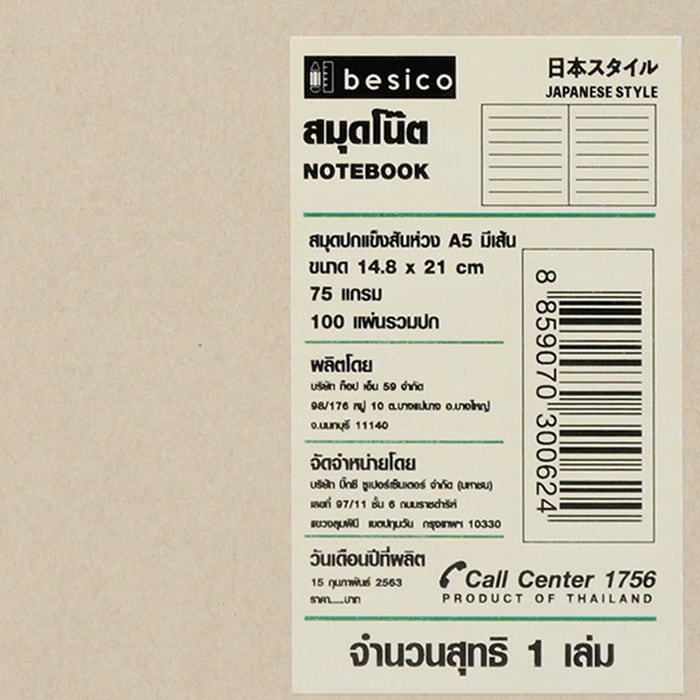 besico
日本スタイル
JAPANESE STYLE
สมุดโน๊ต
NOTEBOOK
สมุดปกแข็งสันห่วง A5 มีเส้น
ขนาด 14.8 x 21 cm
75 แกรม
100 แผ่นรวมปก
8 859070 300624
ผลิตโดย
บริษัท ท็อป เอ็น 59 จำกัด
98/176 หมู่ 10 ต.บางแม่นาง อ.บางใหญ่
จ.นนทบุรี 11140
จัดจำหน่ายโดย
บริษัท บิ๊กซี ซูเปอร์เซ็นเตอร์ จำกัด (มหาชน)
เลขที่ 97/11 ชั้น 6 ถนนราชดำริห์
แขวงลุมพินี เขตปทุมวัน กรุงเทพฯ 10330
วันเดือนปีที่ผลิต
15 กุมภาพันธ์ 2563
ราคา.....บาท
Call Center 1756
PRODUCT OF THAILAND
จำนวนสุทธิ 1 เล่ม